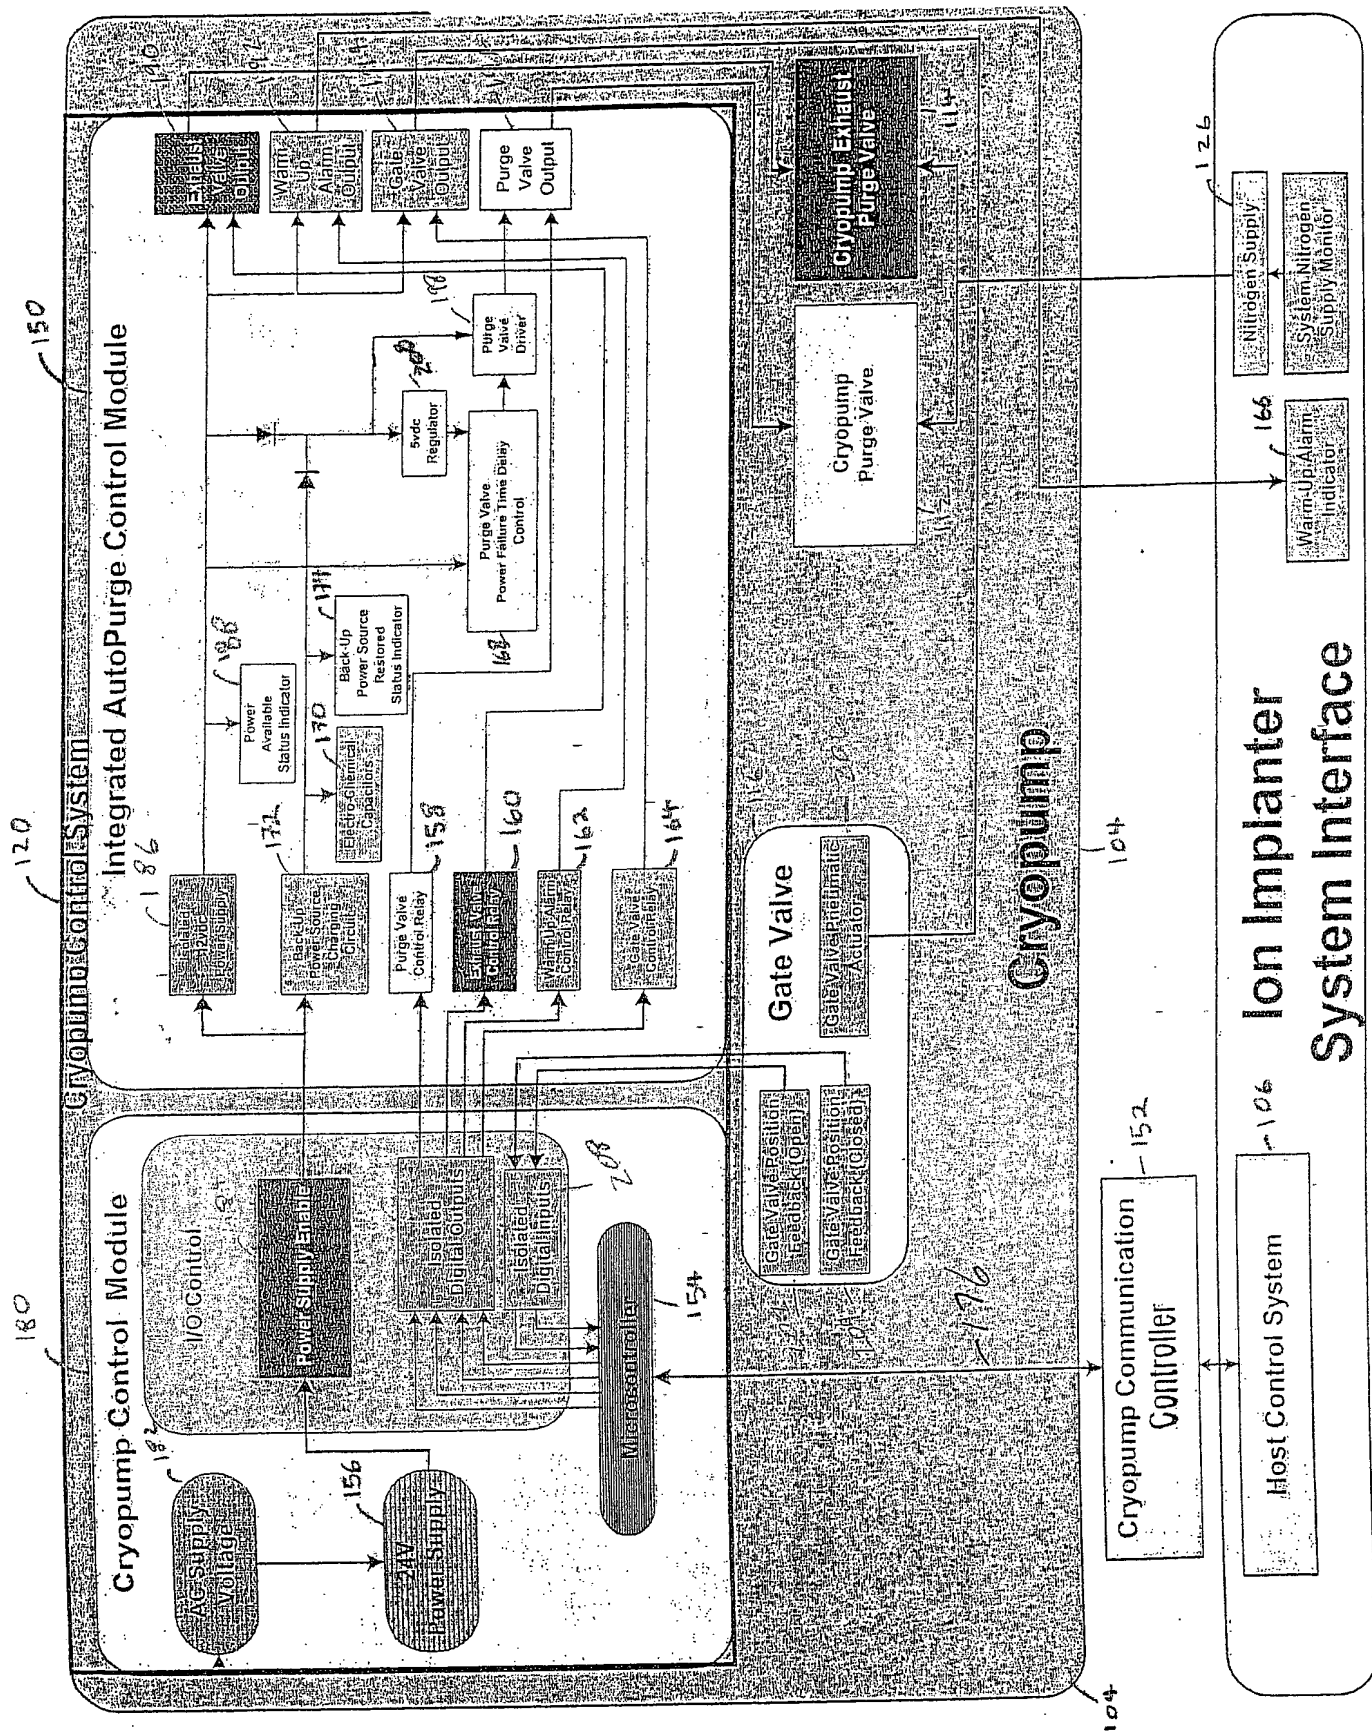 120
Cryopump Control System
180
150
Cryopump Control Module
Integrated AutoPurge Control Module
182
AC Supply
Voltage
156
24V
Power Supply
I/O Control
Power Supply Enable
Isolated
Digital Outputs
Isolated
Digital Inputs
208
Microcontroller
154
186
Isolated
12vdc
Power Supply
172
Back-Up
Power Source
Charging
Circuit
Purge Valve
Control Relay
158
Exhaust Valve
Control Relay
160
Warm-Up Alarm
Control Relay
162
Gate Valve
Control Relay
164
Power
Available
Status Indicator
170
Electro-Chemical
Capacitors
Back-Up
Power Source
Restored
Status Indicator
168
Purge Valve
Power Failure Time Delay
Control
5vdc
Regulator
Purge
Valve
Driver
198
190
Exhaust
Valve
Output
192
Warm-
Up
Alarm
Output
Gate
Valve
Output
Purge
Valve
Output
Gate Valve
Gate Valve Position
Feedback (Open)
Gate Valve Position
Feedback (Closed)
Gate Valve Pneumatic
Actuator
116
Cryopump
Purge Valve
112
Cryopump Exhaust
Purge Valve
114
Cryopump
104
104
176
Cryopump Communication
Controller
152
Host Control System
106
Ion Implanter
System Interface
166
Warm-Up Alarm
Indicator
126
Nitrogen Supply
System Nitrogen
Supply Monitor